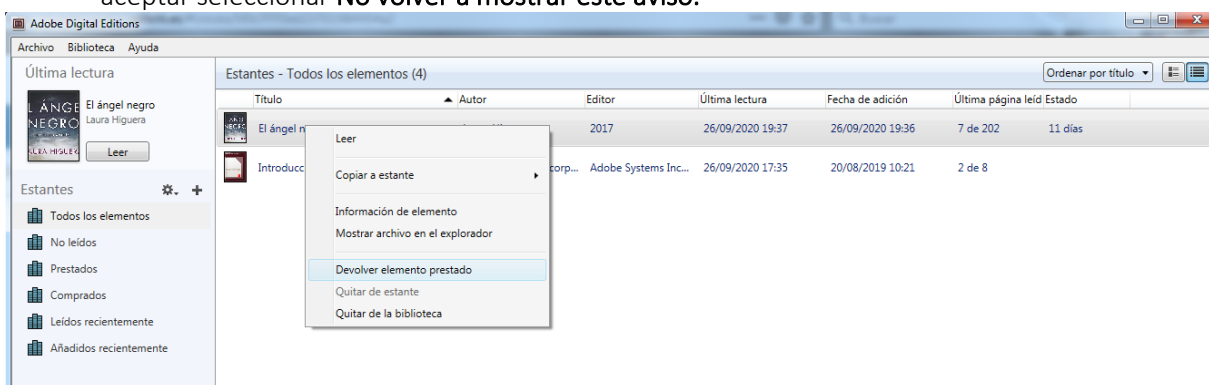 aceptar seleccionar No volver a mostrar este aviso.
Adobe Digital Editions
Archivo Biblioteca Ayuda
Última lectura
El ángel negro
Laura Higuera
Leer
Estantes
Todos los elementos
No leídos
Prestados
Comprados
Leídos recientemente
Añadidos recientemente
Estantes - Todos los elementos (4)
Ordenar por título
Título Autor Editor Última lectura Fecha de adición Última página leíd Estado
El ángel n 2017 26/09/2020 19:37 26/09/2020 19:36 7 de 202 11 días
Introducc corp... Adobe Systems Inc... 26/09/2020 17:35 20/08/2019 10:21 2 de 8
Leer
Copiar a estante
Información de elemento
Mostrar archivo en el explorador
Devolver elemento prestado
Quitar de estante
Quitar de la biblioteca